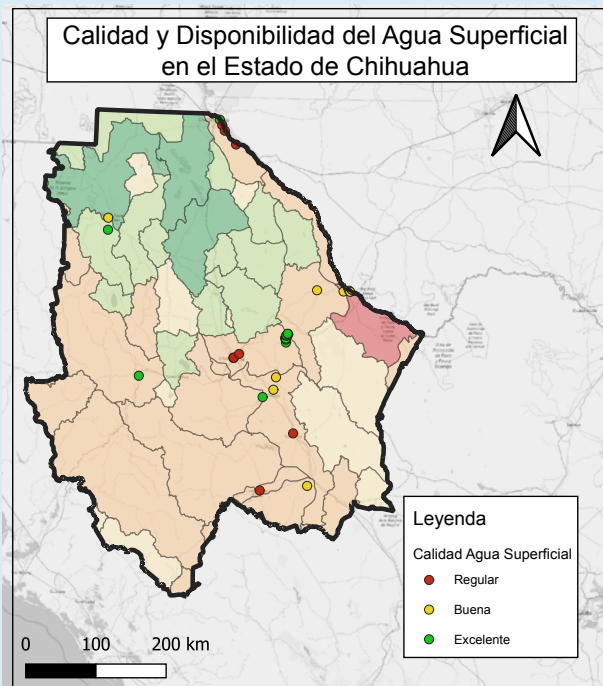 Calidad y Disponibilidad del Agua Superficial
en el Estado de Chihuahua
Leyenda
Calidad Agua Superficial
Regular
Buena
Excelente
0 100 200 km